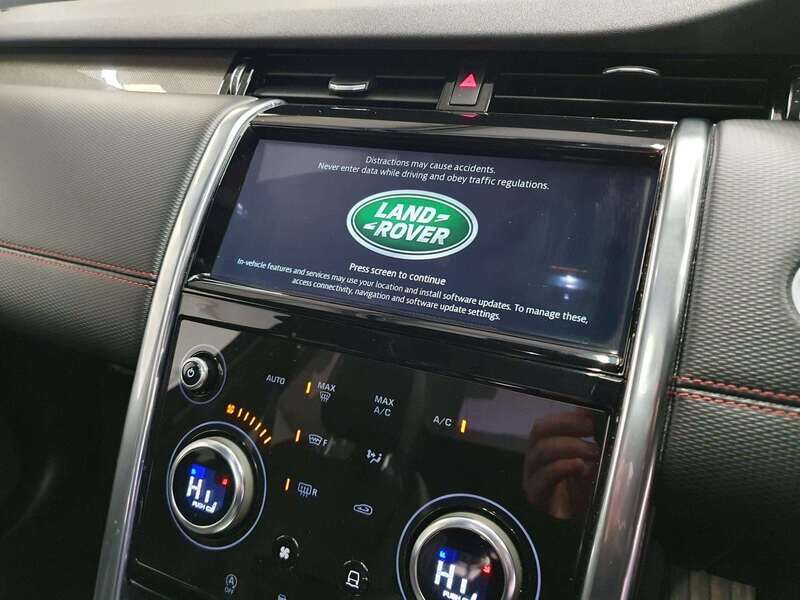 Distractions may cause accidents.
Never enter data while driving and obey traffic regulations.
LAND
ROVER
Press screen to continue
In-vehicle features and services may use your location and install software updates. To manage these,
access connectivity, navigation and software update settings.
AUTO
MAX
MAX
A/C
A/C
F
R
HI
PUSH
HI
OFF